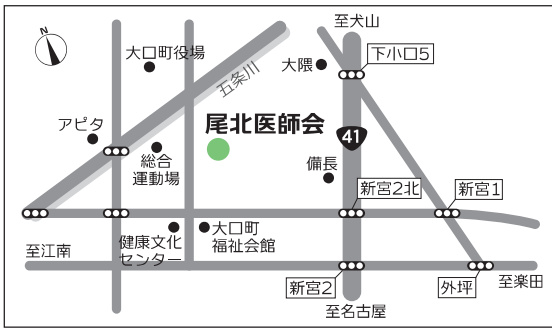 N
至犬山
下小口5
大口町役場
大隈
五条川
アピタ
尾北医師会
41
総合
運動場
備長
新宮2北
新宮1
健康文化
センター
大口町
福祉会館
至江南
新宮2
外坪
至楽田
至名古屋